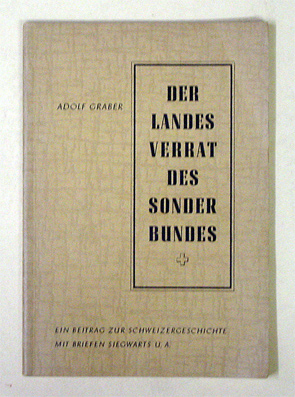 ADOLF GRABER
DER
LANDES
VERRAT
DES
SONDER
BUNDES
EIN BEITRAG ZUR SCHWEIZERGESCHICHTE
MIT BRIEFEN SIEGWARTS U. A.